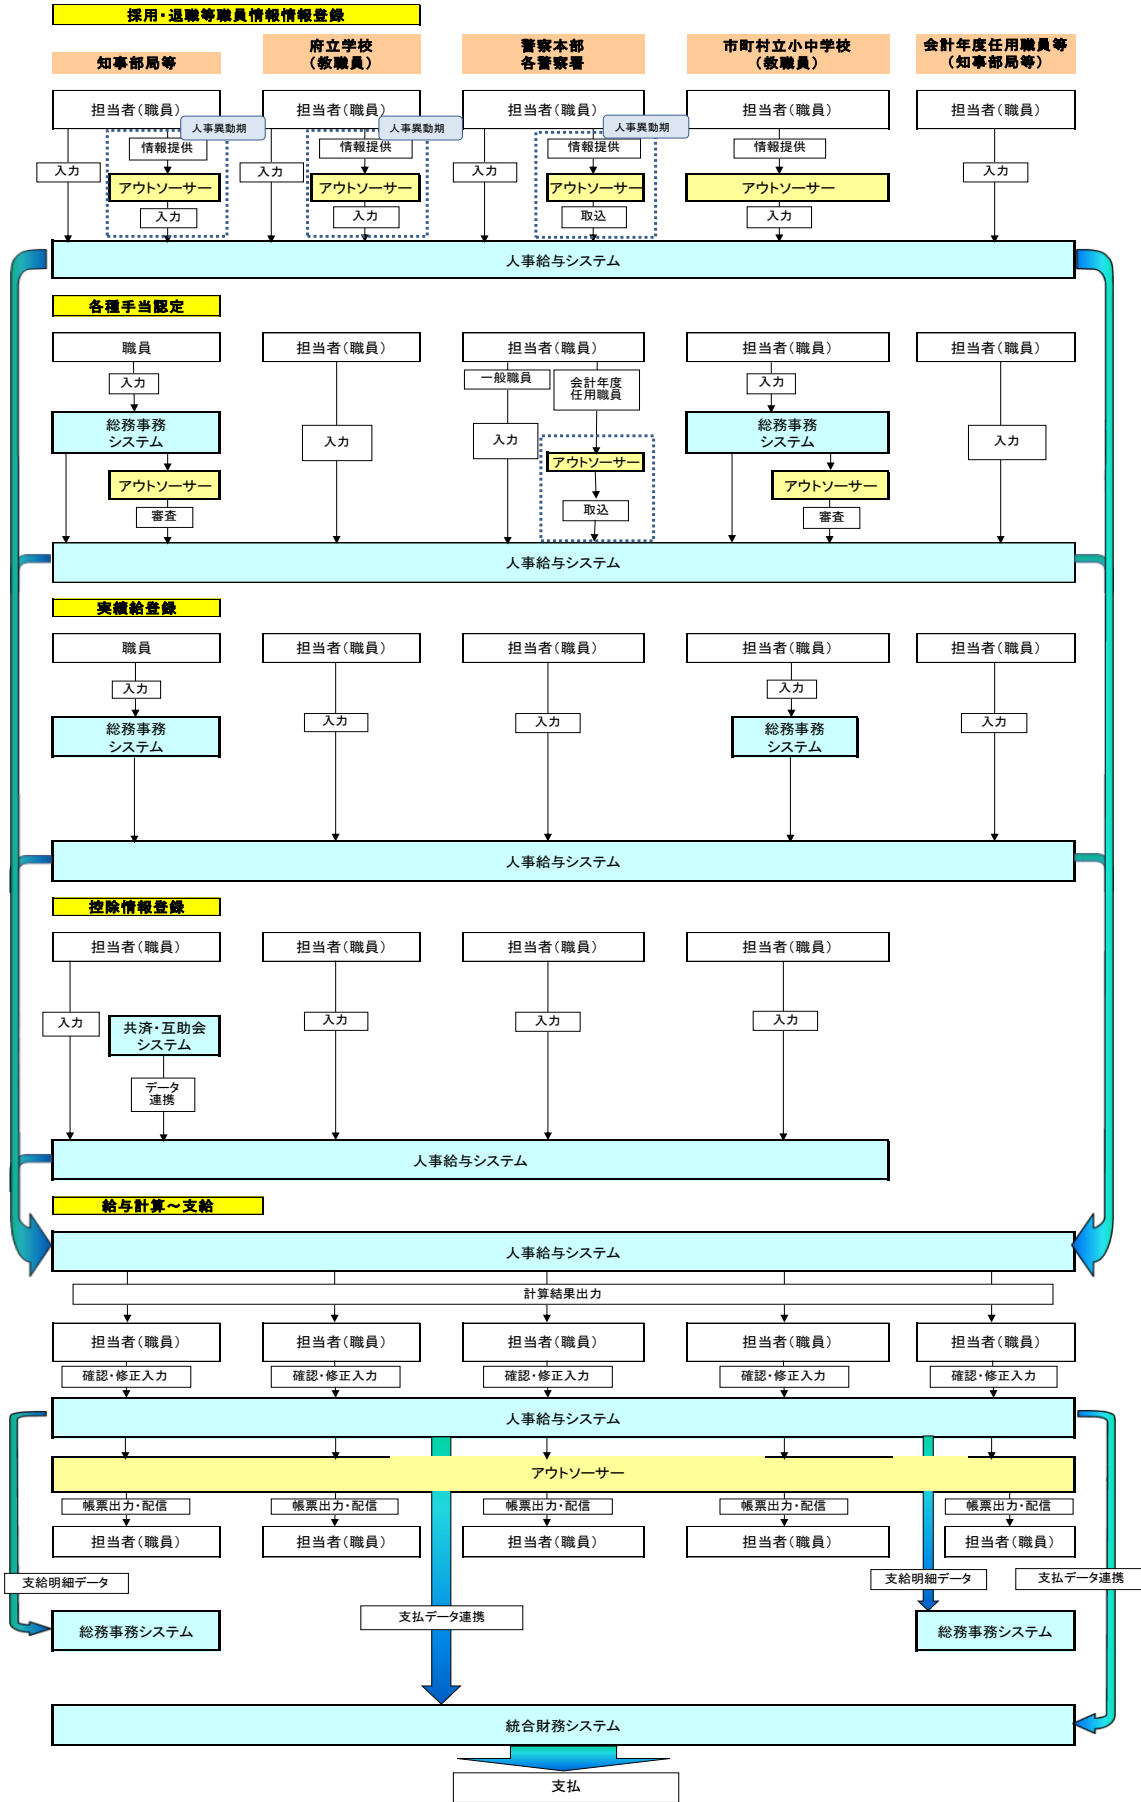 採用・退職等職員情報情報登録
知事部局等
府立学校
（教職員）
警察本部
各警察署
市町村立小中学校
（教職員）
会計年度任用職員等
（知事部局等）
担当者（職員）
担当者（職員）
担当者（職員）
担当者（職員）
担当者（職員）
人事異動期
人事異動期
人事異動期
情報提供
情報提供
情報提供
情報提供
入力
入力
入力
入力
アウトソーサー
アウトソーサー
アウトソーサー
アウトソーサー
入力
入力
取込
入力
人事給与システム
各種手当認定
職員
担当者（職員）
担当者（職員）
担当者（職員）
担当者（職員）
入力
一般職員
会計年度
任用職員
入力
総務事務
システム
入力
入力
総務事務
システム
入力
アウトソーサー
アウトソーサー
アウトソーサー
審査
取込
審査
人事給与システム
実績給登録
職員
担当者（職員）
担当者（職員）
担当者（職員）
担当者（職員）
入力
入力
総務事務
システム
入力
入力
総務事務
システム
入力
人事給与システム
控除情報登録
担当者（職員）
担当者（職員）
担当者（職員）
担当者（職員）
入力
共済・互助会
システム
入力
入力
入力
データ
連携
人事給与システム
給与計算～支給
人事給与システム
計算結果出力
担当者（職員）
担当者（職員）
担当者（職員）
担当者（職員）
担当者（職員）
確認・修正入力
確認・修正入力
確認・修正入力
確認・修正入力
確認・修正入力
人事給与システム
アウトソーサー
帳票出力・配信
帳票出力・配信
帳票出力・配信
帳票出力・配信
帳票出力・配信
担当者（職員）
担当者（職員）
担当者（職員）
担当者（職員）
担当者（職員）
支給明細データ
支給明細データ
支払データ連携
支払データ連携
総務事務システム
総務事務システム
統合財務システム
支払